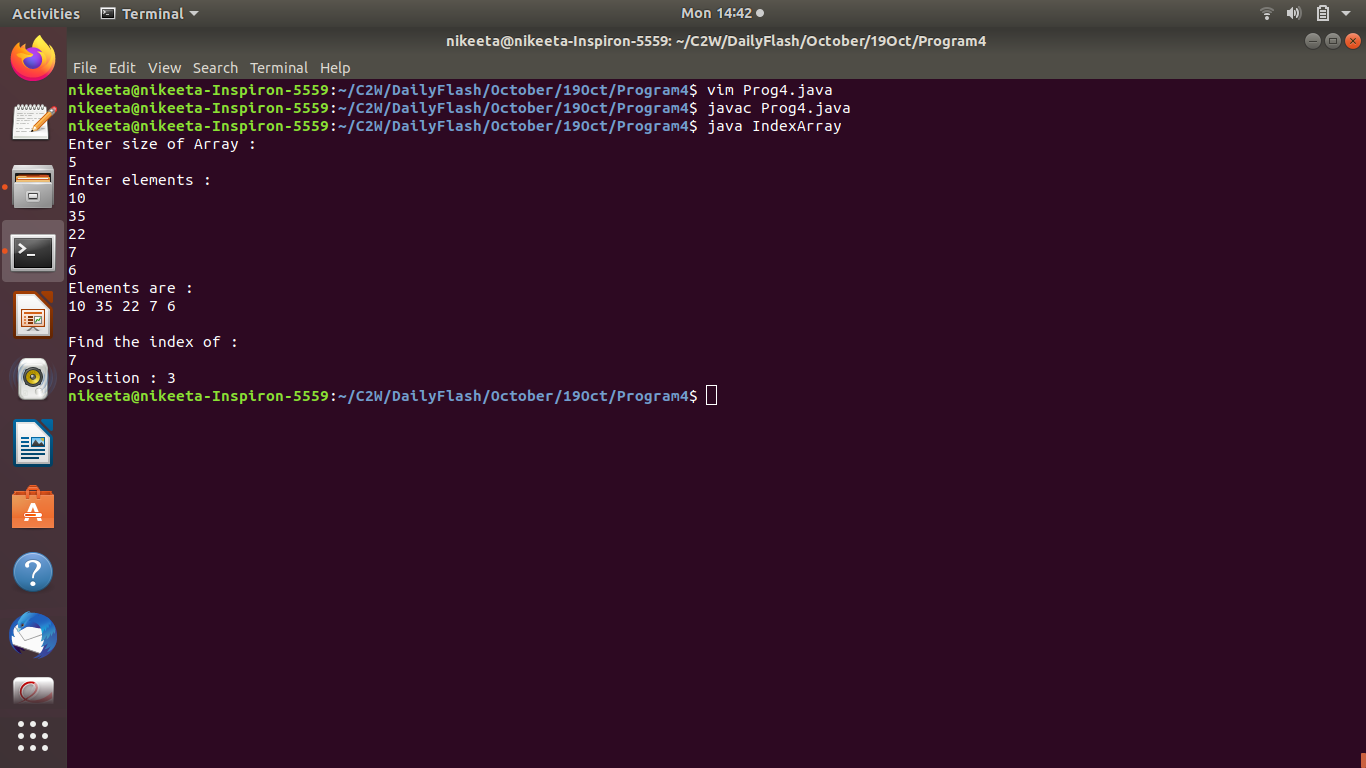 Activities Terminal Mon 14:42
nikeeta@nikeeta-Inspiron-5559: ~/C2W/DailyFlash/October/19Oct/Program4
File Edit View Search Terminal Help
nikeeta@nikeeta-Inspiron-5559:~/C2W/DailyFlash/October/19Oct/Program4$ vim Prog4.java
nikeeta@nikeeta-Inspiron-5559:~/C2W/DailyFlash/October/19Oct/Program4$ javac Prog4.java
nikeeta@nikeeta-Inspiron-5559:~/C2W/DailyFlash/October/19Oct/Program4$ java IndexArray
Enter size of Array :
5
Enter elements :
10
35
22
7
6
Elements are :
10 35 22 7 6
Find the index of :
7
Position : 3
nikeeta@nikeeta-Inspiron-5559:~/C2W/DailyFlash/October/19Oct/Program4$